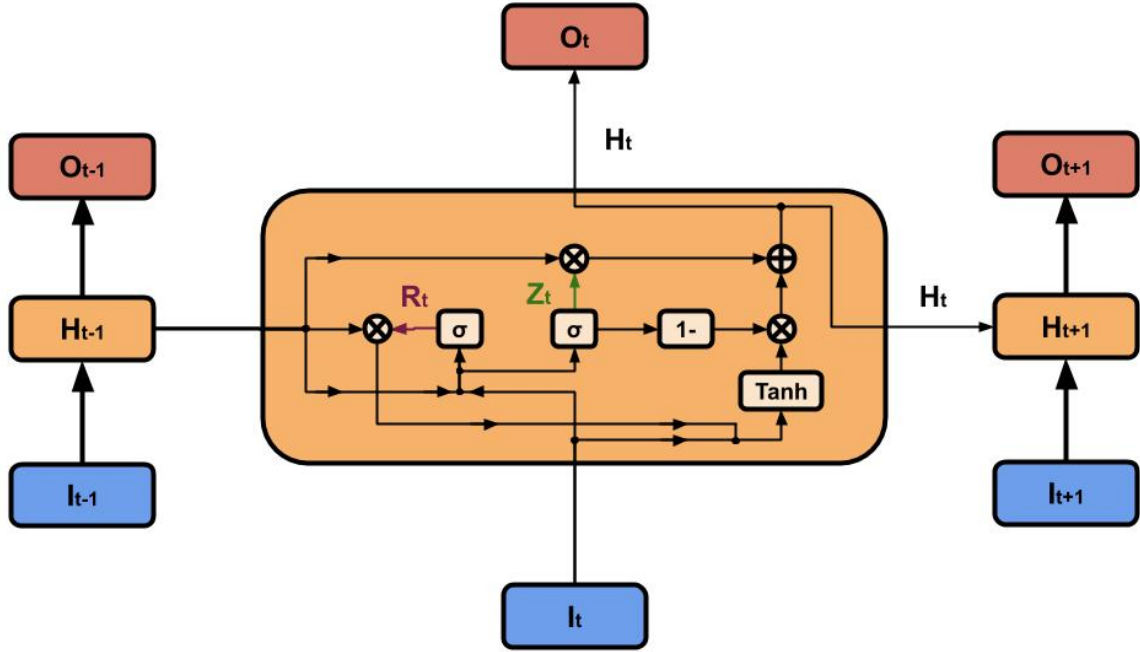 Ot
Ht
Ot-1
Ot+1
Rt
Zt
Ht
Ht-1
σ
σ
1-
Ht+1
Tanh
It-1
It+1
It